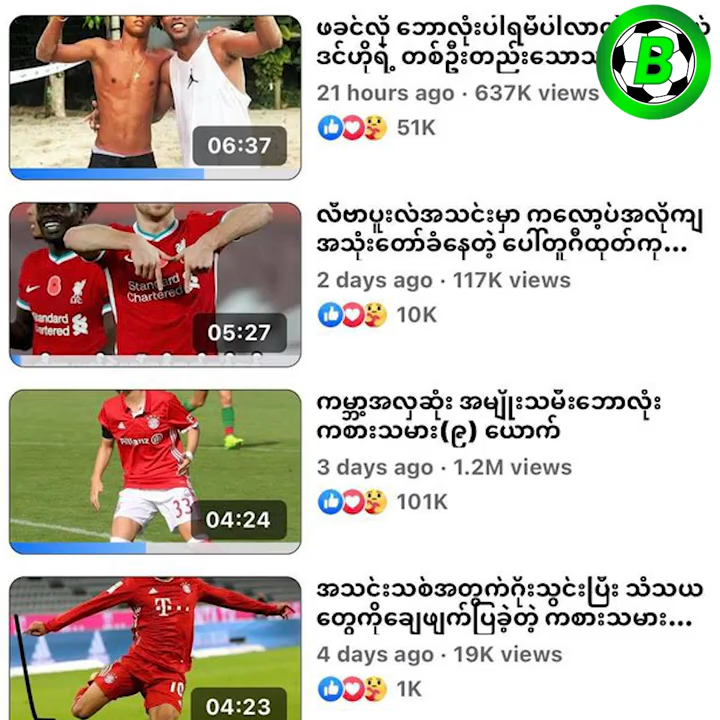 ဖခင်လို ဘောလုံးပါရမီပါလာ
ဒင်ဟိုရဲ့ တစ်ဦးတည်းသော
B
21 hours ago · 637K views
51K
06:37
လီဗာပူးလ်အသင်းမှာ ကလော့ပ်အလိုကျ
အသုံးတော်ခံနေတဲ့ ပေါ်တူဂီထုတ်ကု...
2 days ago · 117K views
10K
Standard
Chartered
Standard
05:27
ကမ္ဘာ့အလှဆုံး အမျိုးသမီးဘောလုံး
ကစားသမား(၉) ယောက်
3 days ago · 1.2M views
101K
Allianz
33
04:24
အသင်းသစ်အတွက်ဂိုးသွင်းပြီး သံသယ
တွေကိုချေဖျက်ပြခဲ့တဲ့ ကစားသမား...
4 days ago · 19K views
1K
T
10
04:23